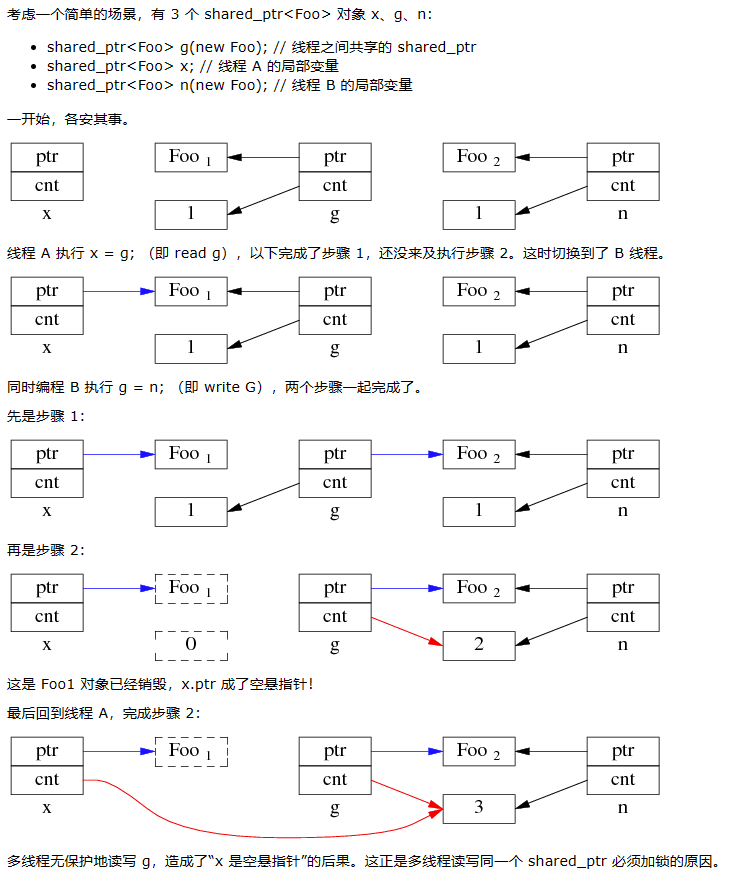 考虑一个简单的场景，有 3 个 shared_ptr<Foo> 对象 x、g、n：
• shared_ptr<Foo> g(new Foo); // 线程之间共享的 shared_ptr
• shared_ptr<Foo> x; // 线程 A 的局部变量
• shared_ptr<Foo> n(new Foo); // 线程 B 的局部变量
一开始，各安其事。
ptr Foo 1 ptr Foo 2 ptr
cnt cnt cnt
x 1 g 1 n
线程 A 执行 x = g; （即 read g），以下完成了步骤 1，还没来及执行步骤 2。这时切换到了 B 线程。
ptr Foo 1 ptr Foo 2 ptr
cnt cnt cnt
x 1 g 1 n
同时编程 B 执行 g = n; （即 write G），两个步骤一起完成了。
先是步骤 1：
ptr Foo 1 ptr Foo 2 ptr
cnt cnt cnt
x 1 g 1 n
再是步骤 2：
ptr Foo 1 ptr Foo 2 ptr
cnt cnt cnt
x 0 g 2 n
这是 Foo1 对象已经销毁，x.ptr 成了空悬指针！
最后回到线程 A，完成步骤 2：
ptr Foo 1 ptr Foo 2 ptr
cnt cnt cnt
x g 3 n
多线程无保护地读写 g，造成了“x 是空悬指针”的后果。这正是多线程读写同一个 shared_ptr 必须加锁的原因。